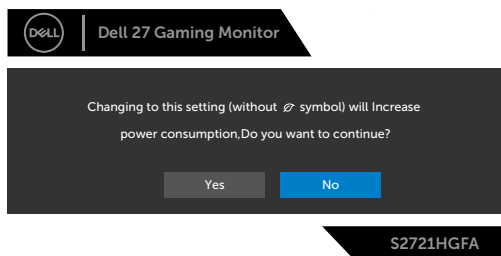 DELL
Dell 27 Gaming Monitor
Changing to this setting (without symbol) will Increase
power consumption,Do you want to continue?
Yes
No
S2721HGFA